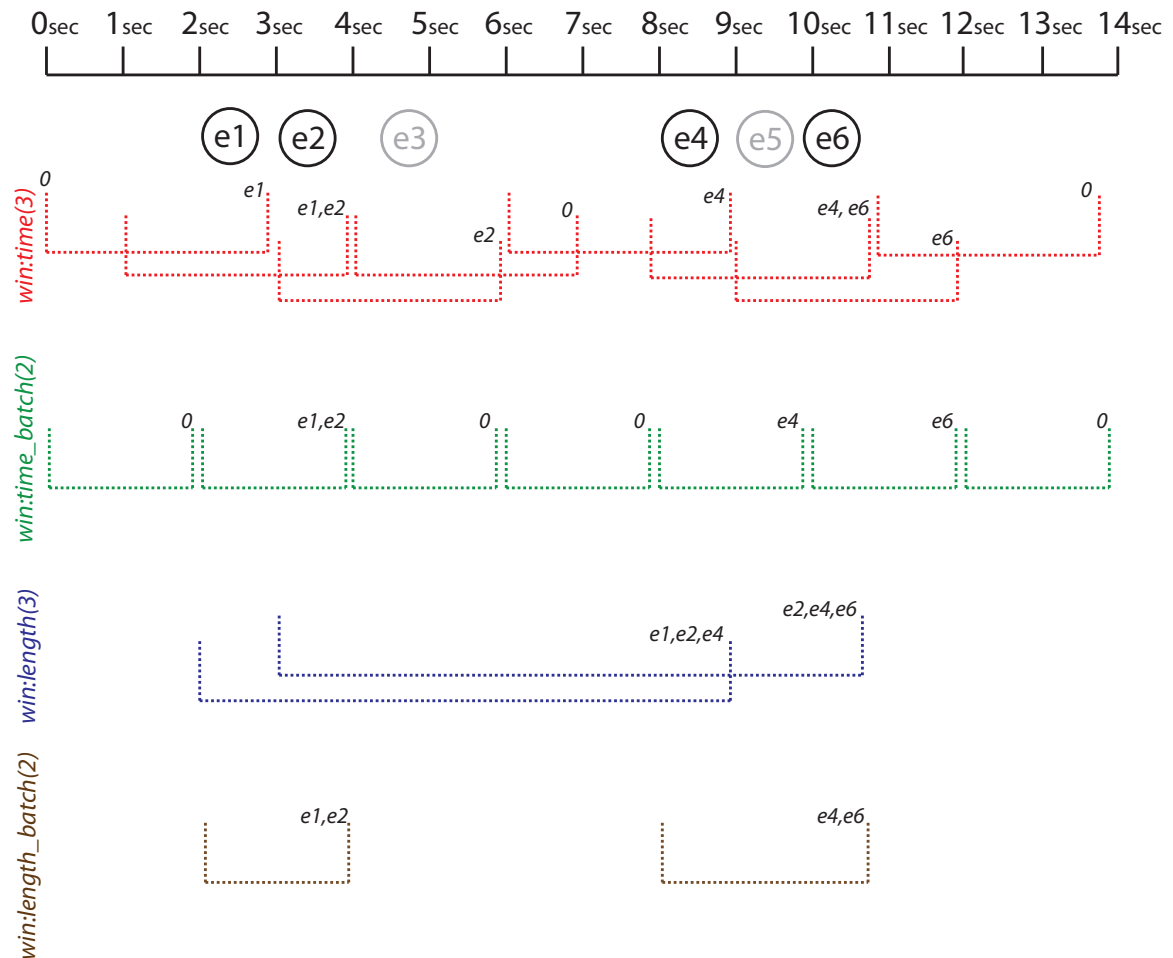 0sec 1sec 2sec 3sec 4sec 5sec 6sec 7sec 8sec 9sec 10sec 11sec 12sec 13sec 14sec
e1 e2 e3 e4 e5 e6
win:time(3)
0 e1 e1,e2 e2 0 e4 e4, e6 e6 0
win:time_batch(2)
0 e1,e2 0 0 e4 e6 0
win:length(3)
e1,e2,e4 e2,e4,e6
win:length_batch(2)
e1,e2 e4,e6